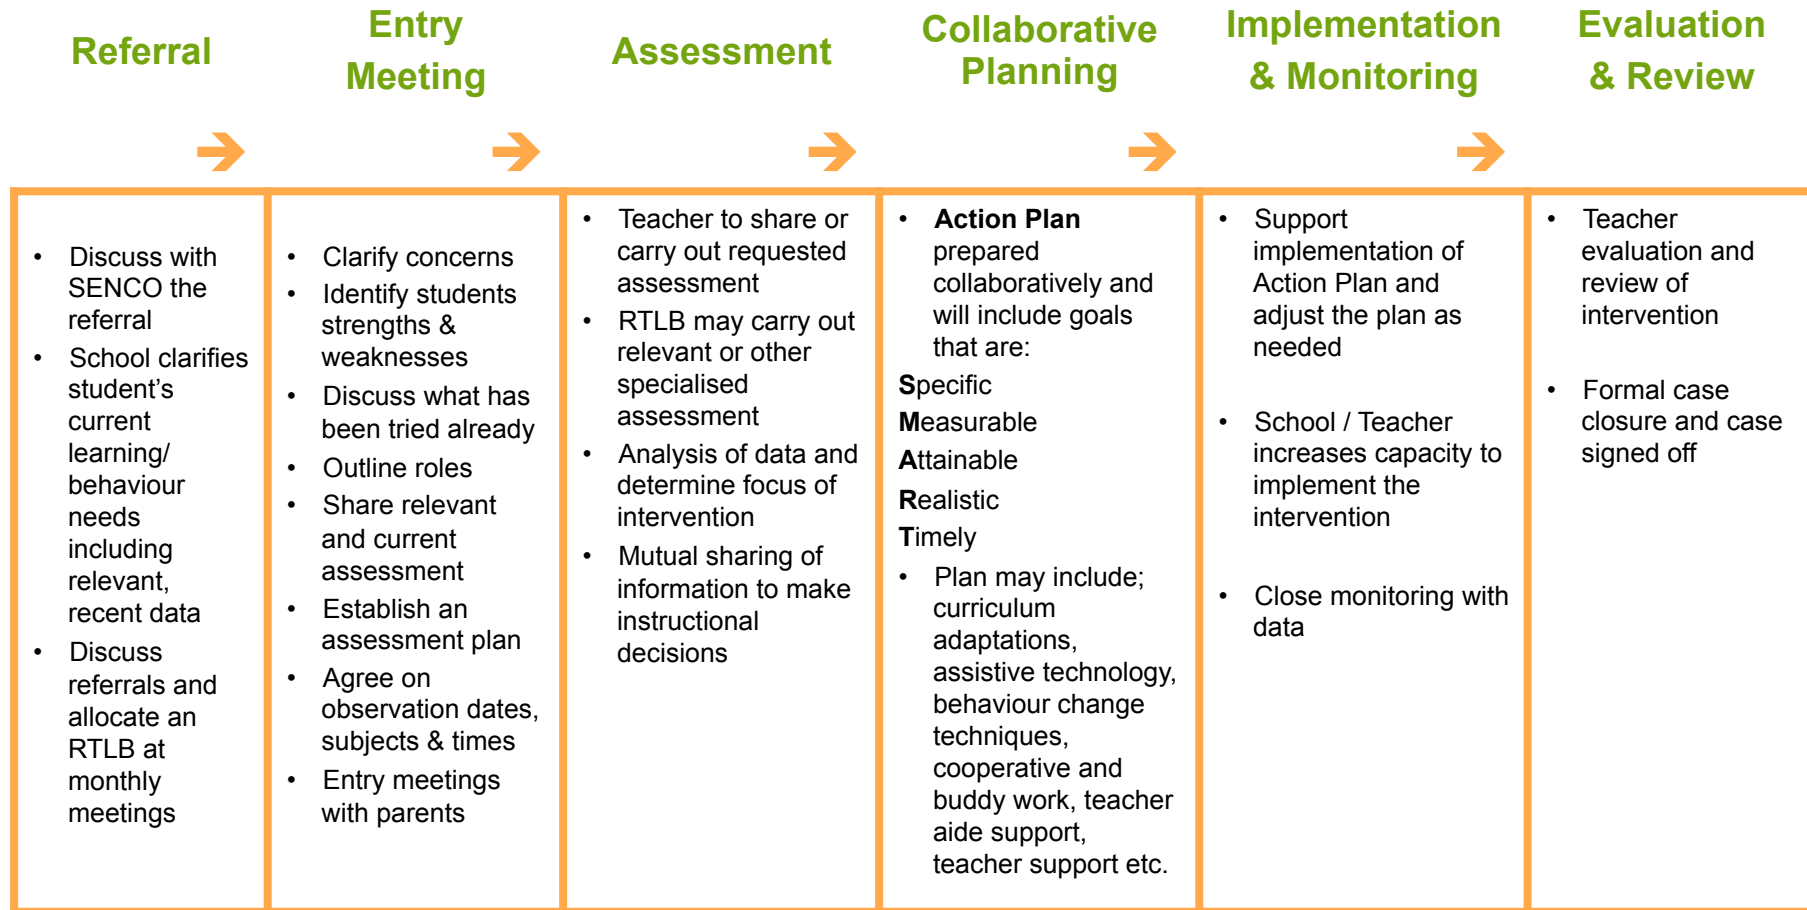 Referral
Entry
Meeting
Assessment
Collaborative
Planning
Implementation
& Monitoring
Evaluation
& Review
• Discuss with
SENCO the
referral
• School clarifies
student’s
current
learning/
behaviour
needs
including
relevant,
recent data
• Discuss
referrals and
allocate an
RTLB at
monthly
meetings
• Clarify concerns
• Identify students
strengths &
weaknesses
• Discuss what has
been tried already
• Outline roles
• Share relevant
and current
assessment
• Establish an
assessment plan
• Agree on
observation dates,
subjects & times
• Entry meetings
with parents
• Teacher to share or
carry out requested
assessment
• RTLB may carry out
relevant or other
specialised
assessment
• Analysis of data and
determine focus of
intervention
• Mutual sharing of
information to make
instructional
decisions
• Action Plan
prepared
collaboratively and
will include goals
that are:
Specific
Measurable
Attainable
Realistic
Timely
• Plan may include;
curriculum
adaptations,
assistive technology,
behaviour change
techniques,
cooperative and
buddy work, teacher
aide support,
teacher support etc.
• Support
implementation of
Action Plan and
adjust the plan as
needed
• School / Teacher
increases capacity to
implement the
intervention
• Close monitoring with
data
• Teacher
evaluation and
review of
intervention
• Formal case
closure and case
signed off